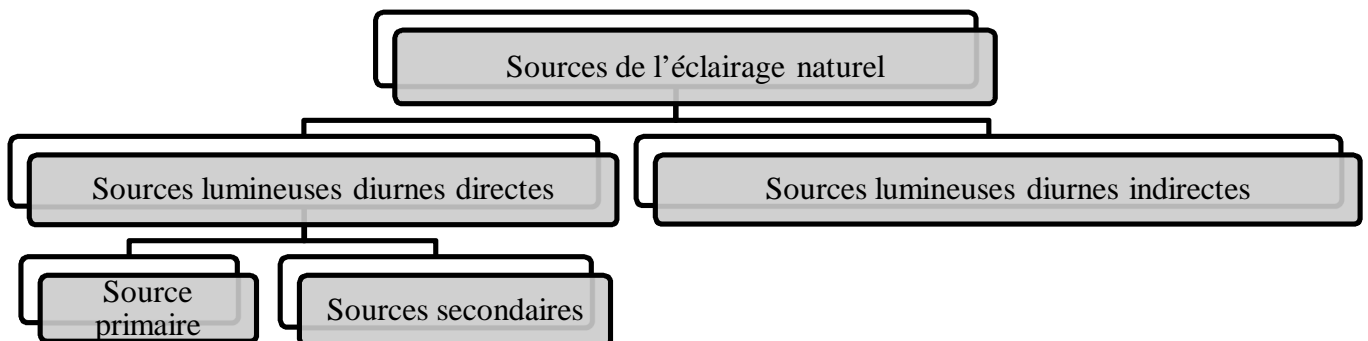 Sources de l’éclairage naturel
Sources lumineuses diurnes directes
Sources lumineuses diurnes indirectes
Source
primaire
Sources secondaires